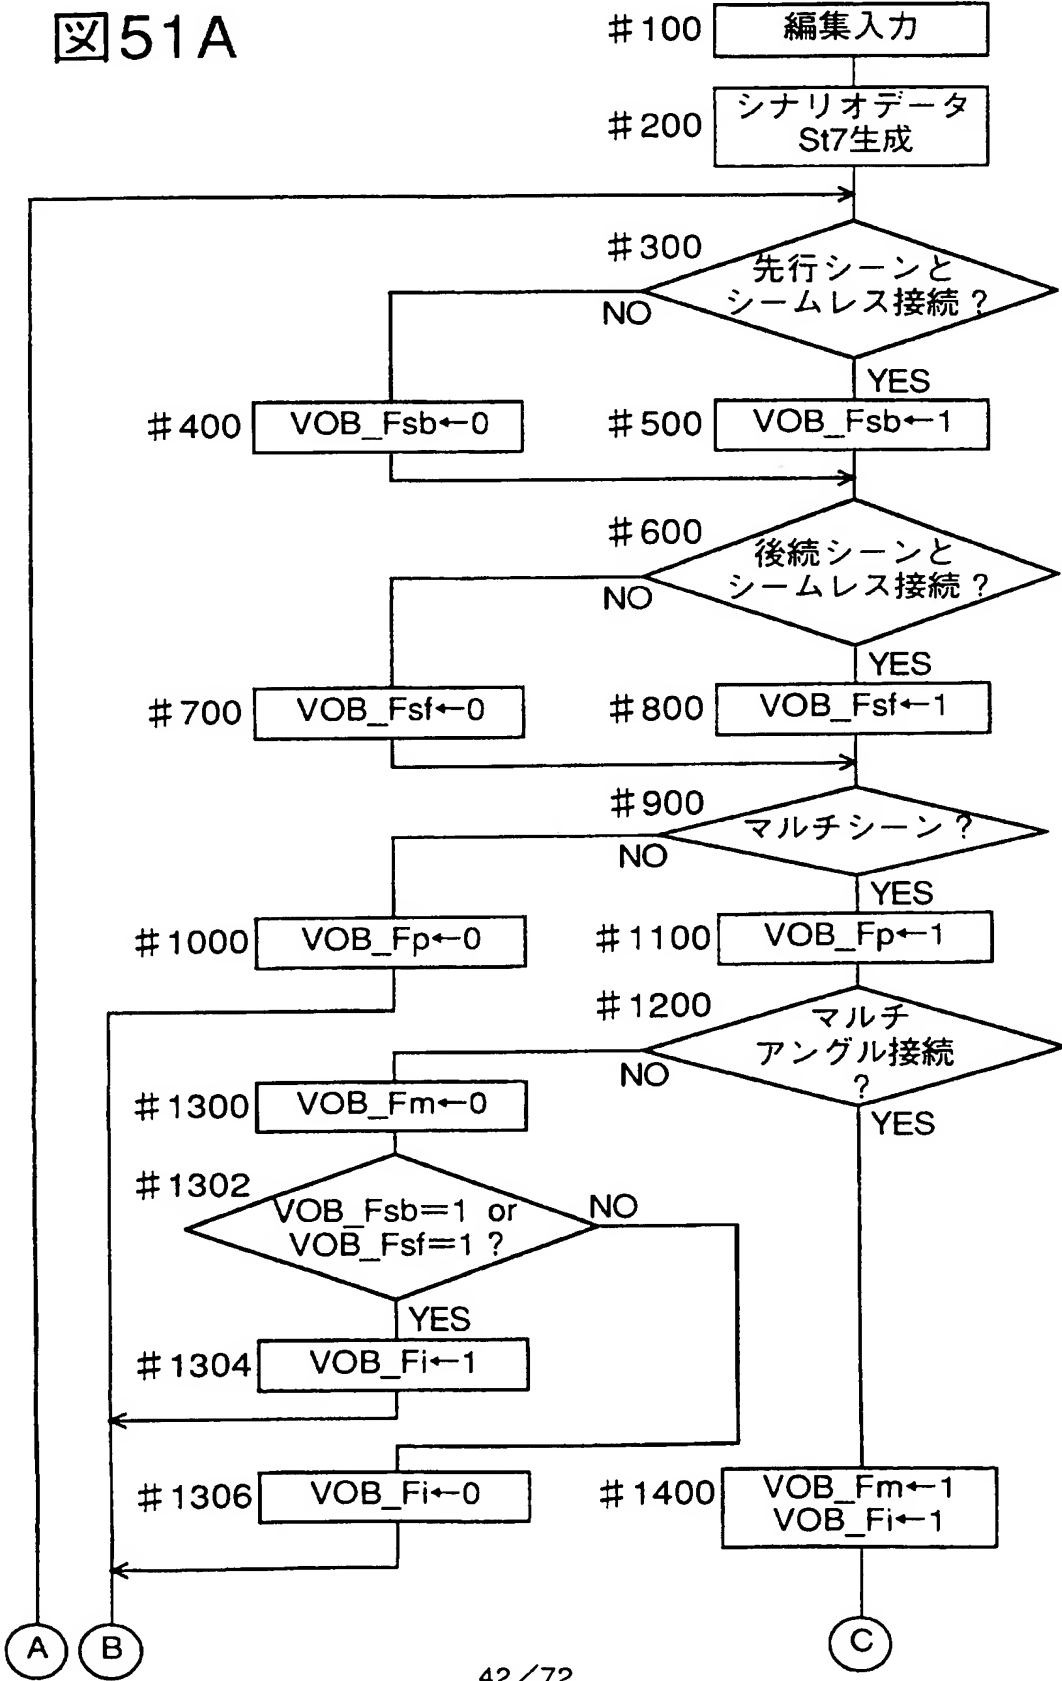 図51A
#100 編集入力
#200 シナリオデータ
St7生成
#300 先行シーンと
シームレス接続?
NO
YES
#400 VOB_Fsb←0
#500 VOB_Fsb←1
#600 後続シーンと
シームレス接続?
NO
YES
#700 VOB_Fsf←0
#800 VOB_Fsf←1
#900 マルチシーン?
NO
YES
#1000 VOB_Fp←0
#1100 VOB_Fp←1
#1200 マルチ
アングル接続
?
NO
YES
#1300 VOB_Fm←0
#1302 VOB_Fsb=1 or
VOB_Fsf=1 ?
NO
YES
#1304 VOB_Fi←1
#1306 VOB_Fi←0
#1400 VOB_Fm←1
VOB_Fi←1
A
B
C
42/72